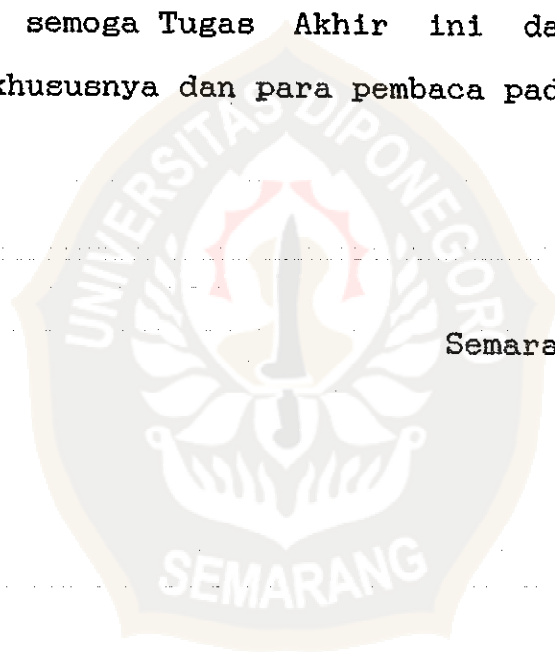 semoga Tugas Akhir ini da
khususnya dan para pembaca pad
UNIVERSITAS DIPONEGORO
Semara
SEMARANG